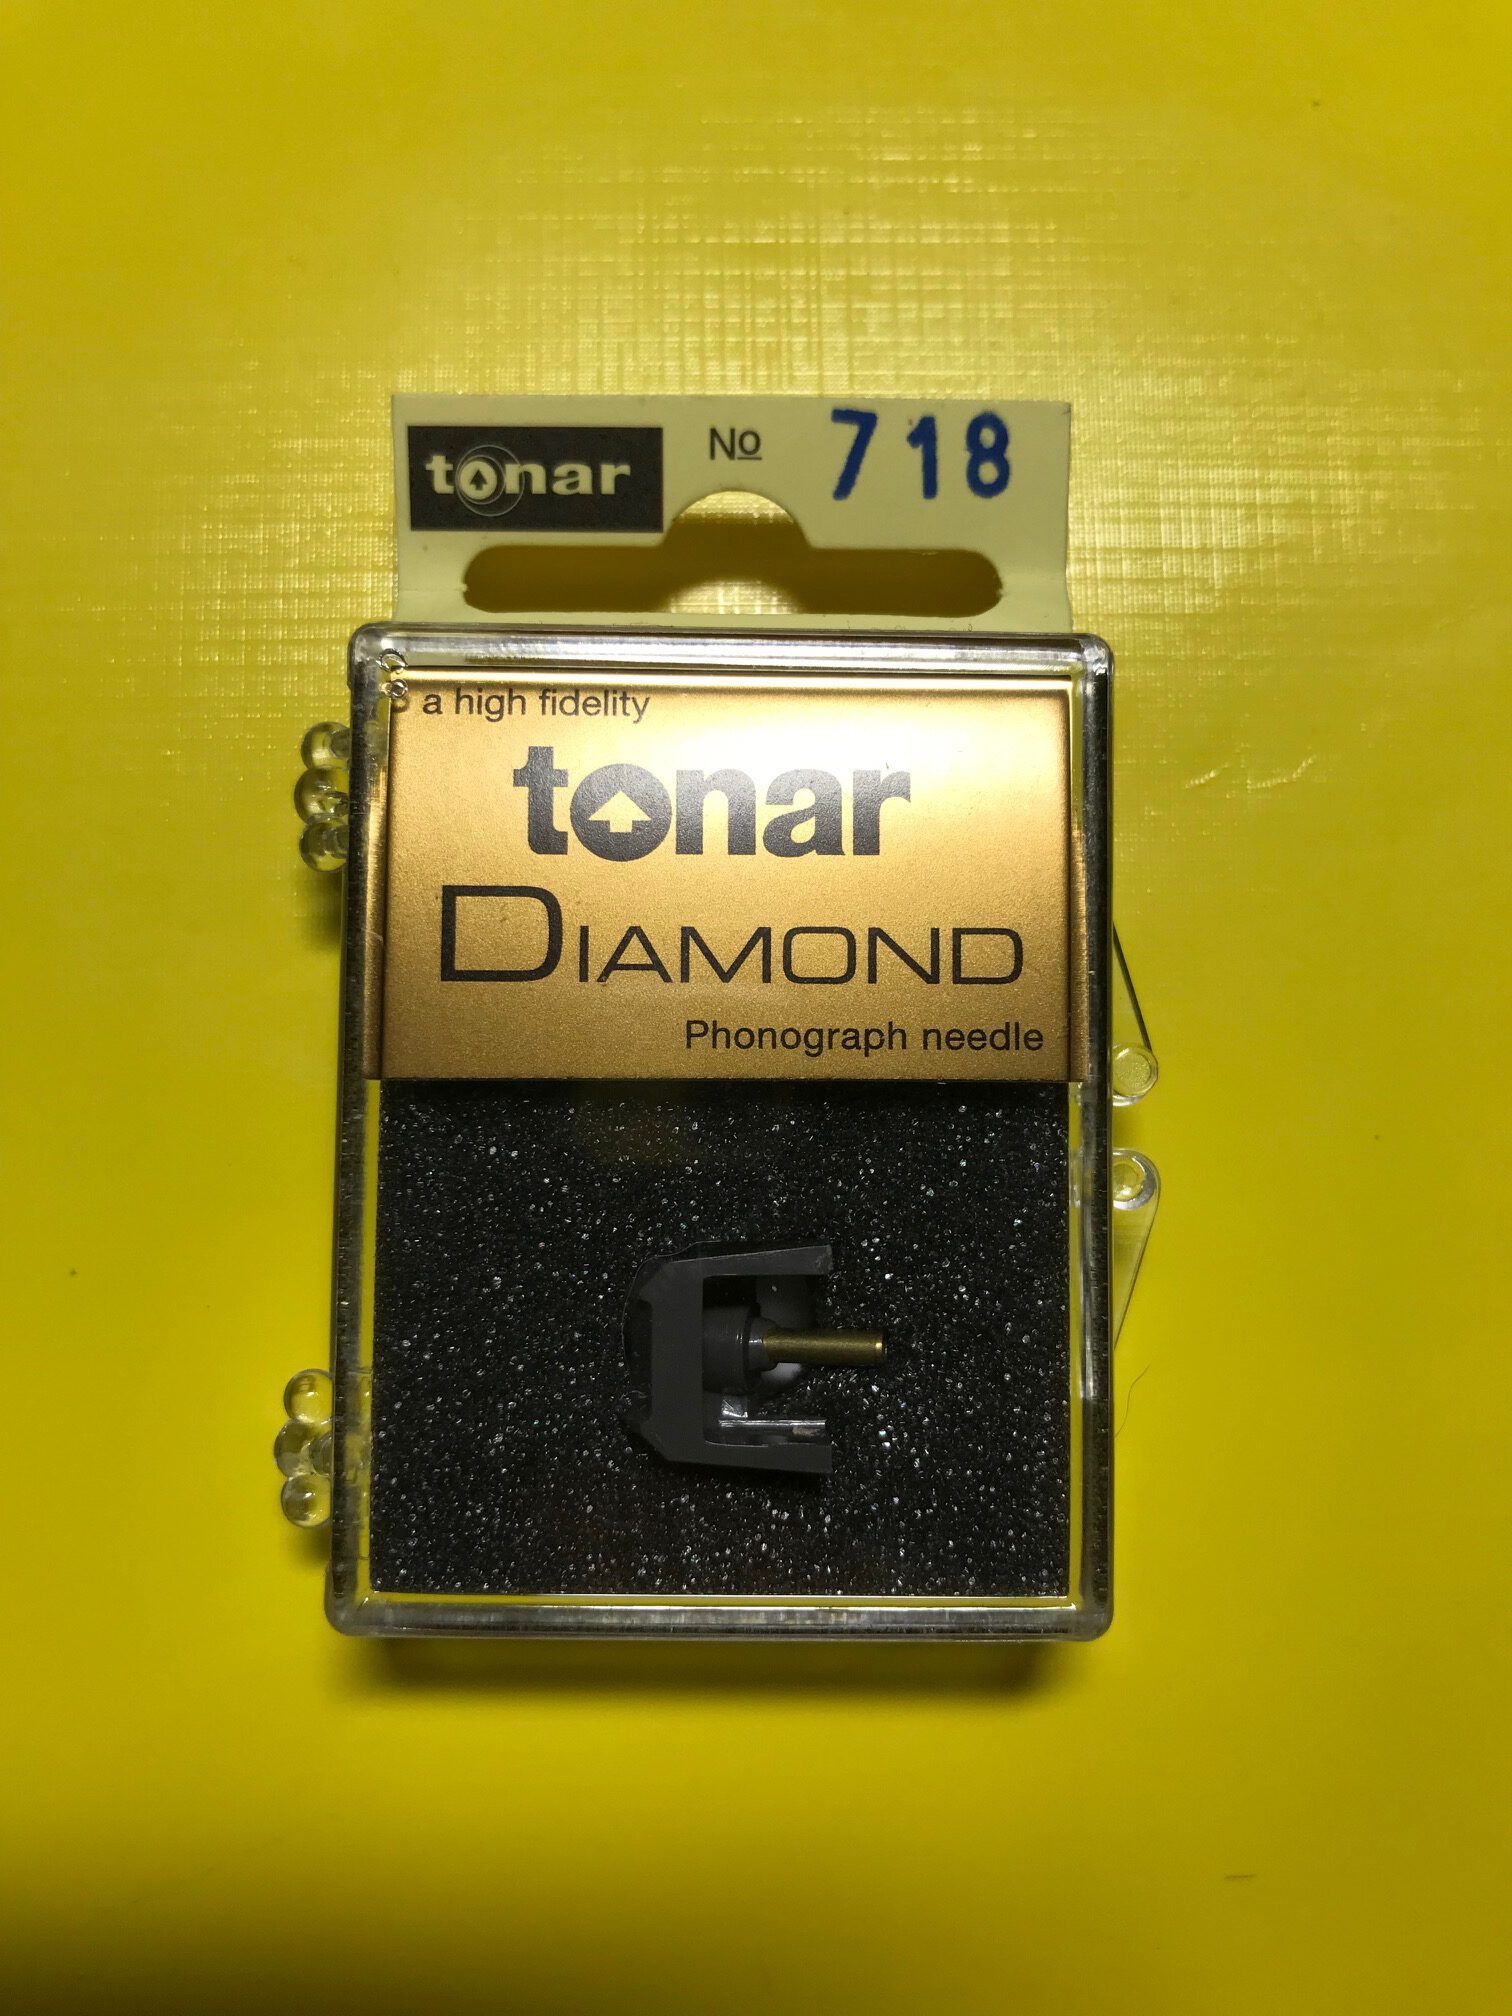 tonar
No 718
a high fidelity
tonar
DIAMOND
Phonograph needle